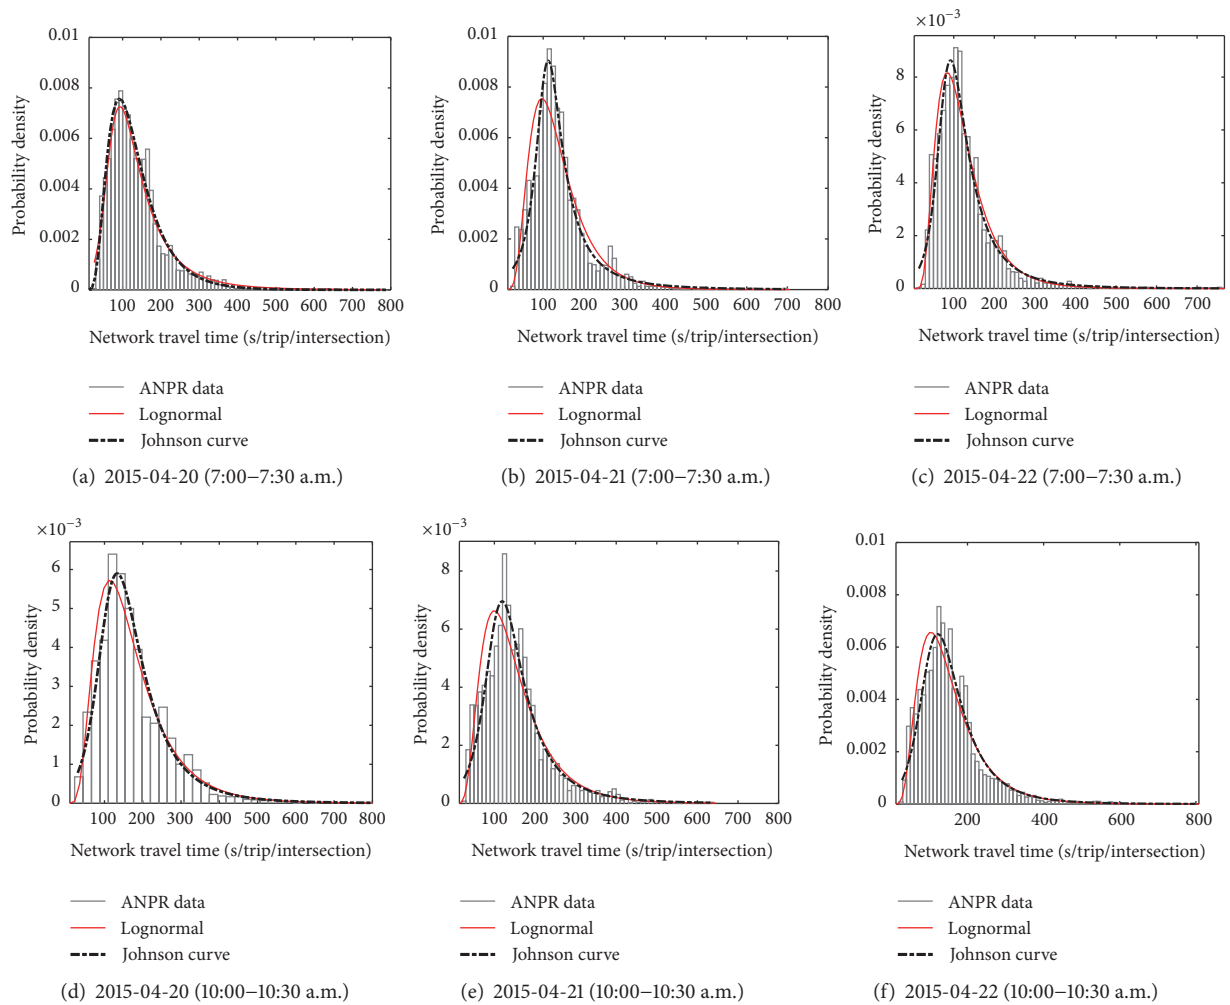 0.01
0.008
0.006
0.004
0.002
0
100 200 300 400 500 600 700 800
Probability density
Network travel time (s/trip/intersection)
ANPR data
Lognormal
Johnson curve
(a) 2015-04-20 (7:00−7:30 a.m.)
0.01
0.008
0.006
0.004
0.002
0
100 200 300 400 500 600 700 800
Probability density
Network travel time (s/trip/intersection)
ANPR data
Lognormal
Johnson curve
(b) 2015-04-21 (7:00−7:30 a.m.)
×10−3
8
6
4
2
0
100 200 300 400 500 600 700
Probability density
Network travel time (s/trip/intersection)
ANPR data
Lognormal
Johnson curve
(c) 2015-04-22 (7:00−7:30 a.m.)
×10−3
6
5
4
3
2
1
0
100 200 300 400 500 600 700 800
Probability density
Network travel time (s/trip/intersection)
ANPR data
Lognormal
Johnson curve
(d) 2015-04-20 (10:00−10:30 a.m.)
×10−3
8
6
4
2
0
100 200 300 400 500 600 700 800
Probability density
Network travel time (s/trip/intersection)
ANPR data
Lognormal
Johnson curve
(e) 2015-04-21 (10:00−10:30 a.m.)
0.01
0.008
0.006
0.004
0.002
0
200 400 600 800
Probability density
Network travel time (s/trip/intersection)
ANPR data
Lognormal
Johnson curve
(f) 2015-04-22 (10:00−10:30 a.m.)